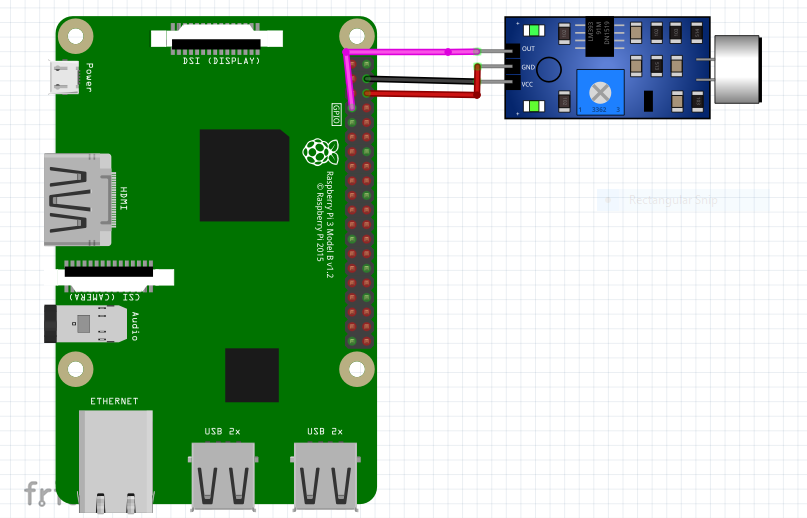 DSI (DISPLAY)
Power
HDMI
GPIO
Raspberry Pi 3 Model B v1.2
© Raspberry Pi 2015
CSI (CAMERA)
Audio
ETHERNET
USB 2x
USB 2x
OUT
GND
VCC
+
+
1 3362 3
Rectangular Snip